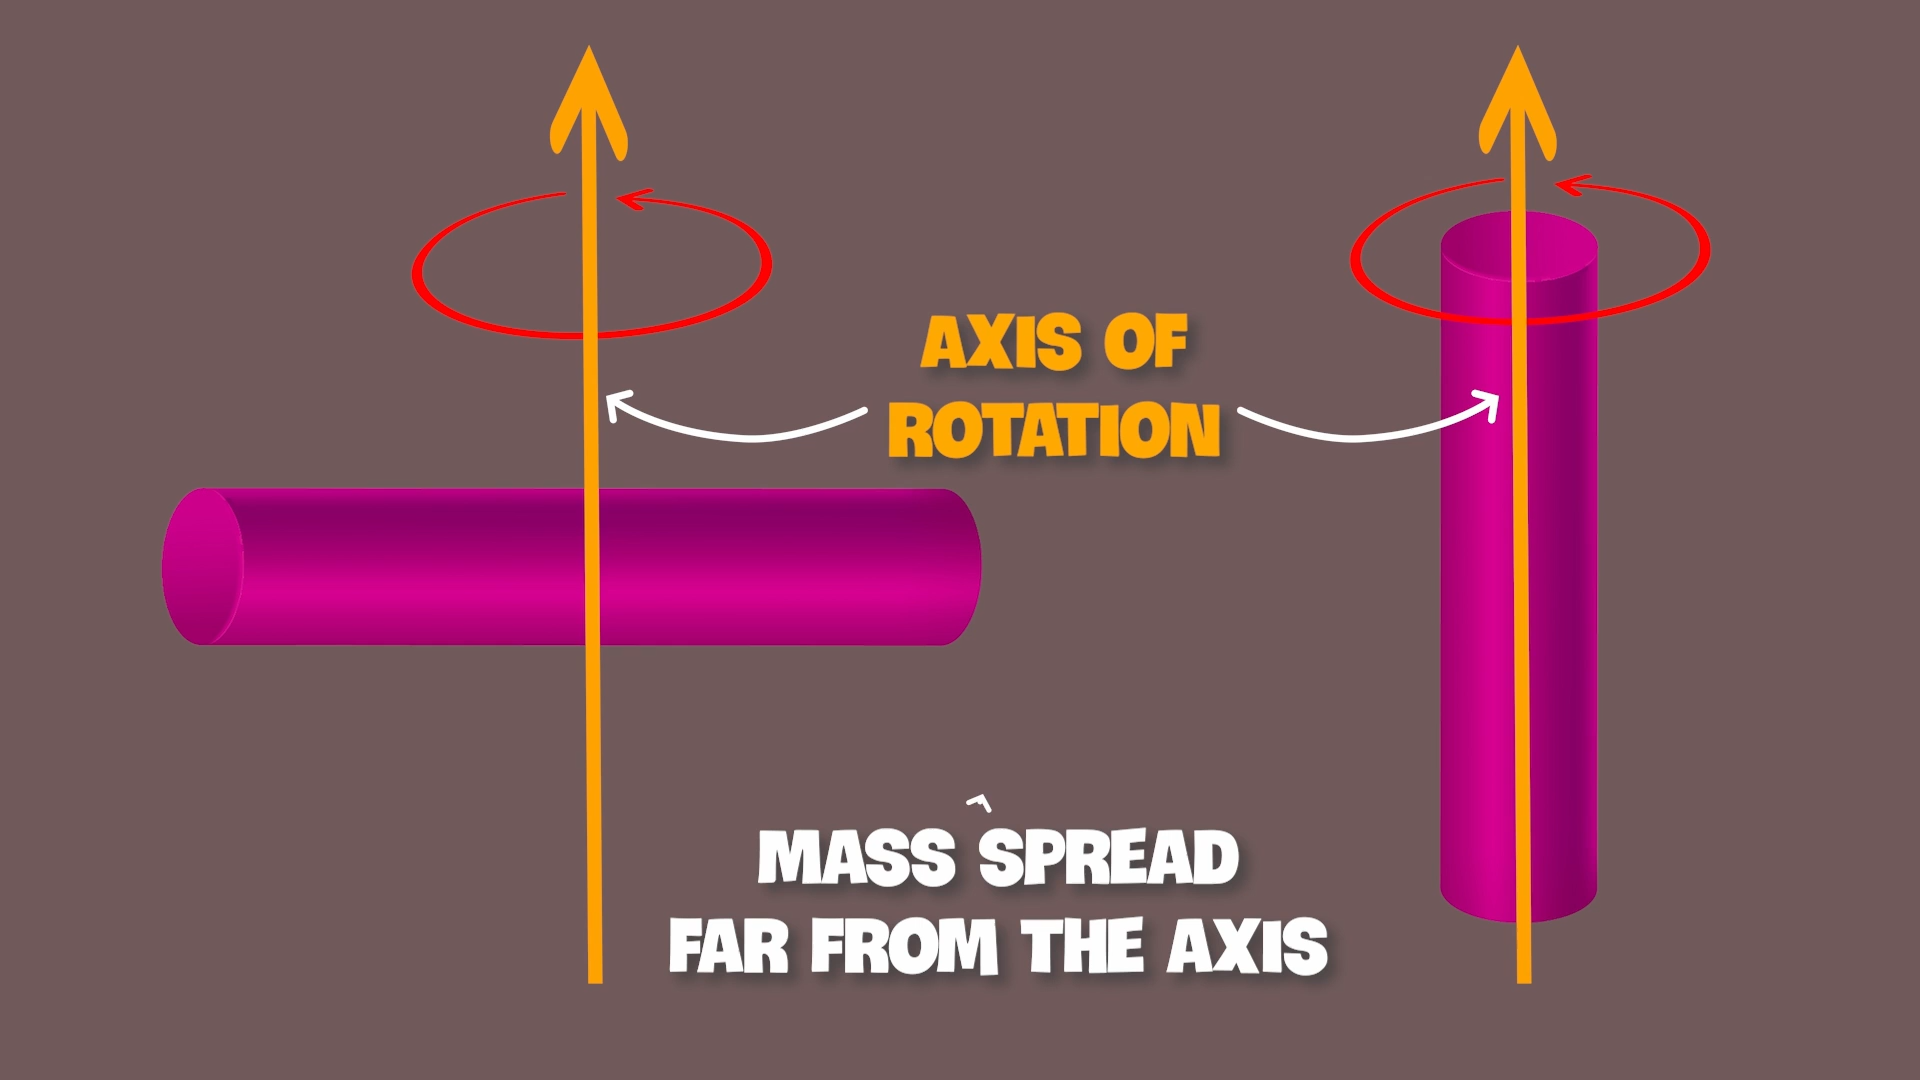 AXIS OF
ROTATION
MASS SPREAD
FAR FROM THE AXIS